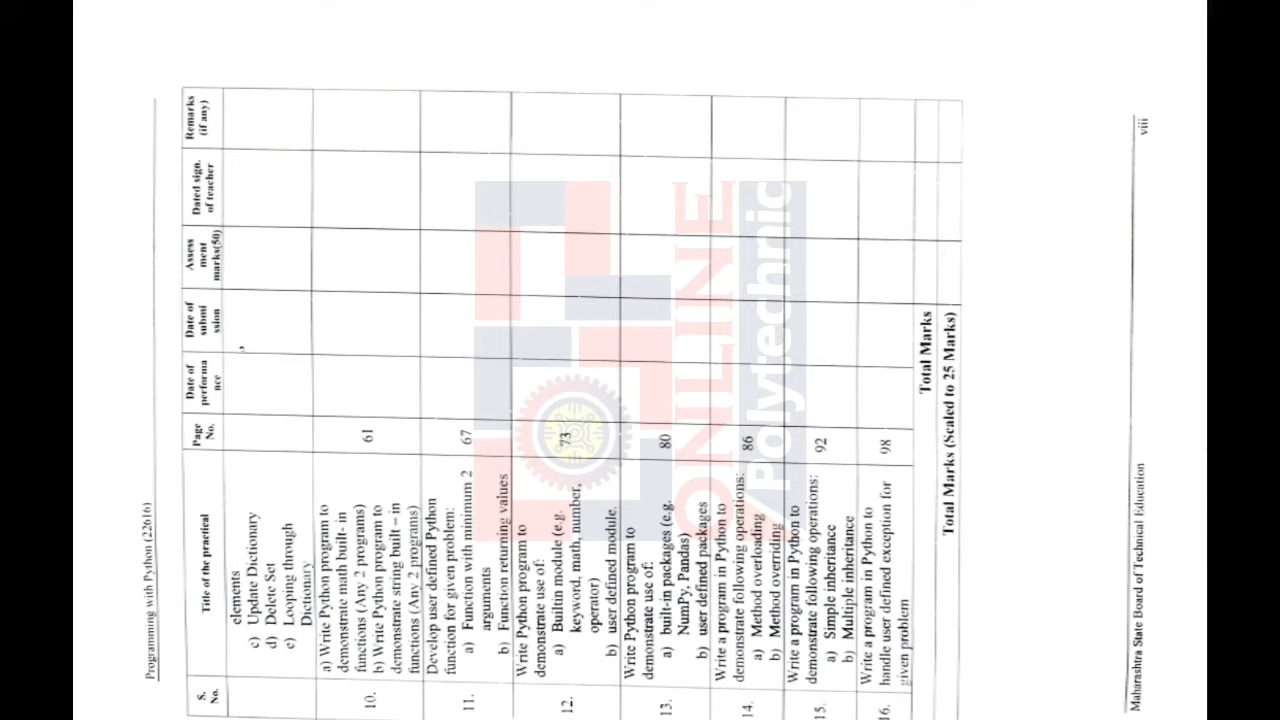 Programming with Python (22616)
S. No.
Title of the practical
Page No.
Date of performa nce
Date of submi ssion
Assess ment marks(50)
Dated sign. of teacher
Remarks (if any)
elements
c) Update Dictionary
d) Delete Set
e) Looping through
Dictionary
10.
a) Write Python program to
demonstrate math built- in
functions (Any 2 programs)
b) Write Python program to
demonstrate string built – in
functions (Any 2 programs)
61
11.
Develop user defined Python
function for given problem:
a) Function with minimum 2
arguments
b) Function returning values
67
12.
Write Python program to
demonstrate use of:
a) Builtin module (e.g.
keyword, math, number,
operator)
b) user defined module.
73
13.
Write Python program to
demonstrate use of:
a) built-in packages (e.g.
NumPy, Pandas)
b) user defined packages
80
14.
Write a program in Python to
demonstrate following operations:
a) Method overloading
b) Method overriding
86
15.
Write a program in Python to
demonstrate following operations:
a) Simple inheritance
b) Multiple inheritance
92
16.
Write a program in Python to
handle user defined exception for
given problem
98
Total Marks
Total Marks (Scaled to 25 Marks)
Maharashtra State Board of Technical Education
viii
ONLINE
Polytechnic